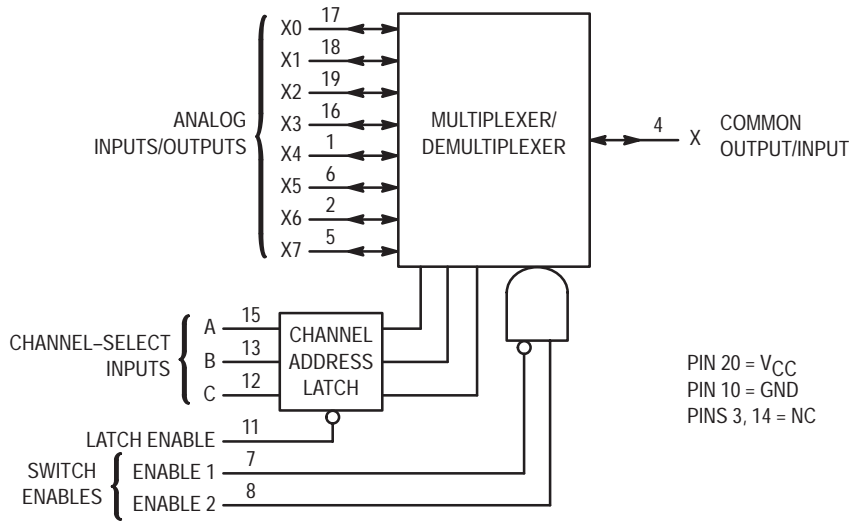 X0 17
X1 18
X2 19
X3 16
X4 1
X5 6
X6 2
X7 5
ANALOG
INPUTS/OUTPUTS
MULTIPLEXER/
DEMULTIPLEXER
4 X
COMMON
OUTPUT/INPUT
CHANNEL–SELECT
INPUTS
A 15
B 13
C 12
CHANNEL
ADDRESS
LATCH
LATCH ENABLE 11
SWITCH
ENABLES
ENABLE 1 7
ENABLE 2 8
PIN 20 = VCC
PIN 10 = GND
PINS 3, 14 = NC